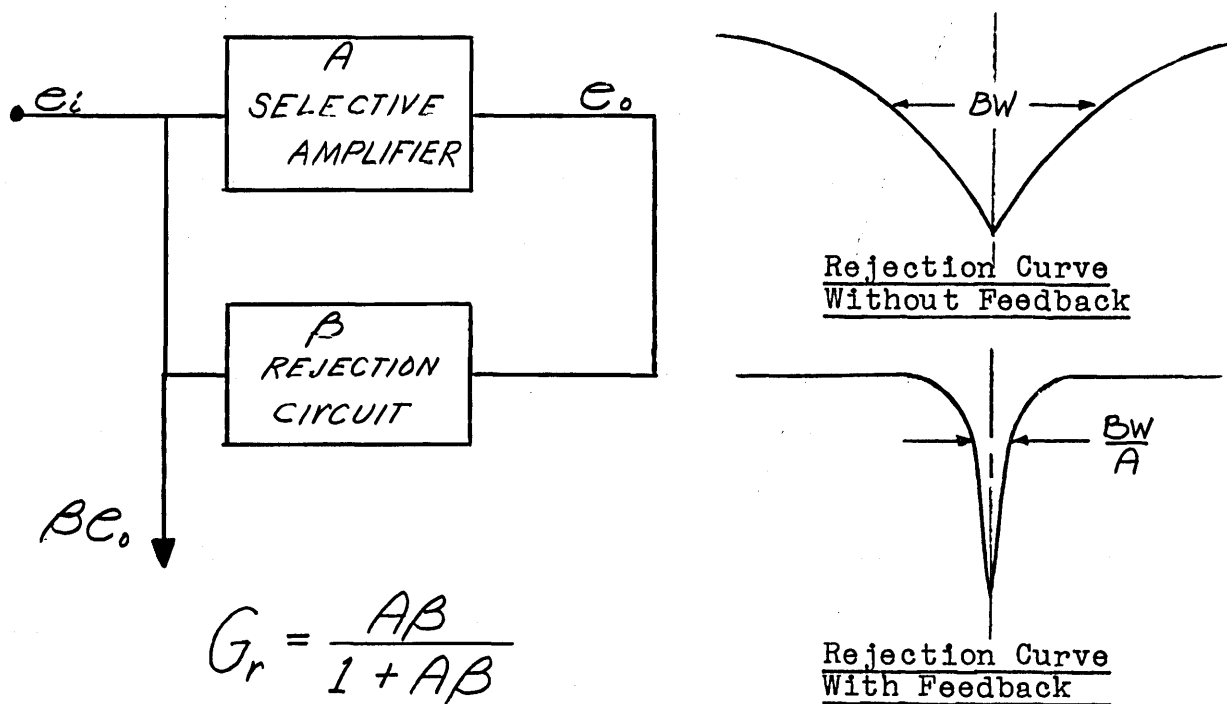 A
SELECTIVE
AMPLIFIER
eᵢ
eₒ
β
REJECTION
CIRCUIT
βeₒ
Gᵣ = Aβ / (1 + Aβ)
BW
Rejection Curve
Without Feedback
BW/A
Rejection Curve
With Feedback